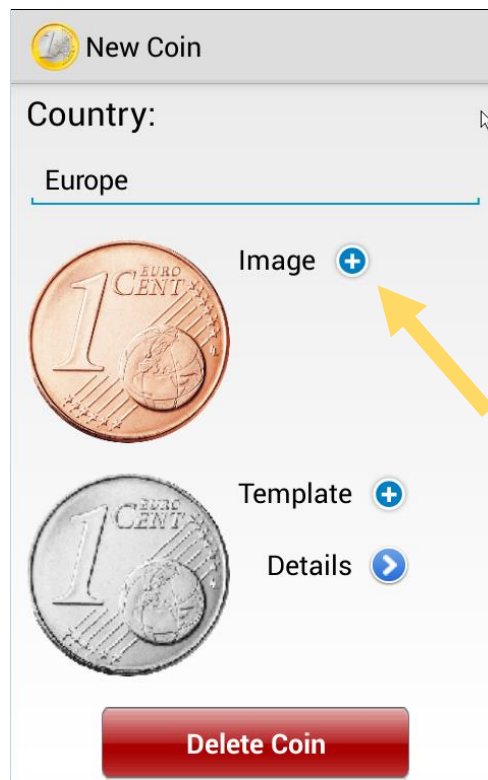 New Coin
Country:
Europe
1 EURO
CENT
Image
1 EURO
CENT
Template
Details
Delete Coin